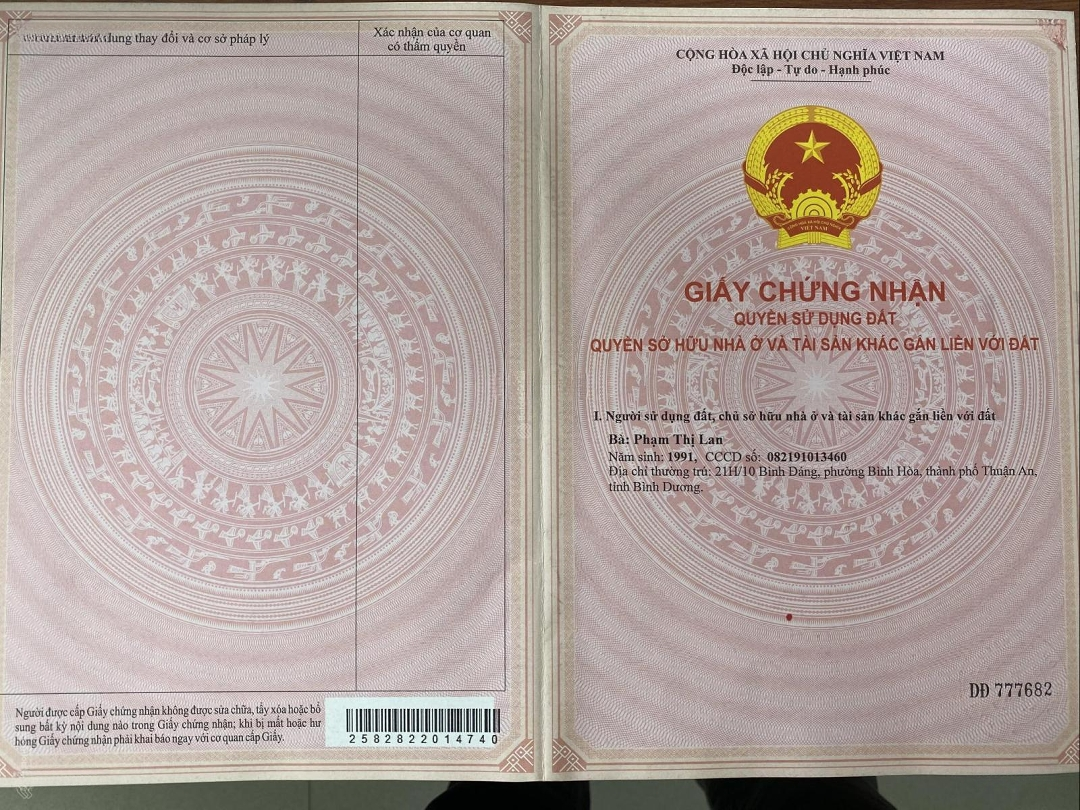 dung thay đổi và cơ sở pháp lý
Xác nhận của cơ quan
có thẩm quyền
Người được cấp Giấy chứng nhận không được sửa chữa, tẩy xóa hoặc bổ
sung bất kỳ nội dung nào trong Giấy chứng nhận; khi bị mất hoặc hư
hỏng Giấy chứng nhận phải khai báo ngay với cơ quan cấp Giấy.
2582822014740
CỘNG HÒA XÃ HỘI CHỦ NGHĨA VIỆT NAM
Độc lập - Tự do - Hạnh phúc
VIỆT NAM
GIẤY CHỨNG NHẬN
QUYỀN SỬ DỤNG ĐẤT
QUYỀN SỞ HỮU NHÀ Ở VÀ TÀI SẢN KHÁC GẮN LIỀN VỚI ĐẤT
I. Người sử dụng đất, chủ sở hữu nhà ở và tài sản khác gắn liền với đất
Bà: Phạm Thị Lan
Năm sinh: 1991, CCCD số: 082191013460
Địa chỉ thường trú: 21H/10 Bình Đáng, phường Bình Hòa, thành phố Thuận An,
tỉnh Bình Dương.
DĐ 777682